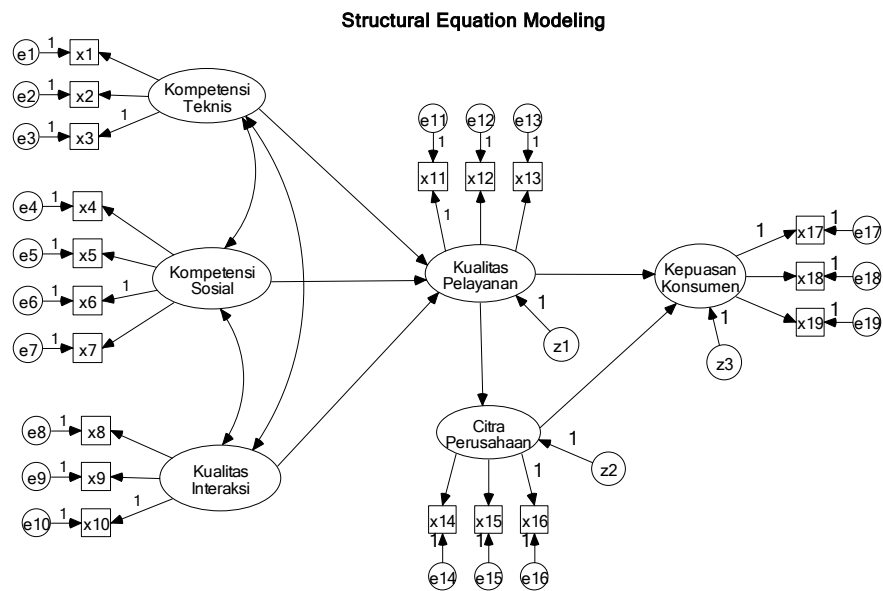 Structural Equation Modeling
e1
1
x1
e2
1
x2
e3
1
x3
1
Kompetensi
Teknis
e4
1
x4
e5
1
x5
e6
1
x6
1
e7
1
x7
Kompetensi
Sosial
e8
1
x8
e9
1
x9
e10
1
x10
1
Kualitas
Interaksi
e11
e12
e13
1
1
1
x11
x12
x13
1
Kualitas
Pelayanan
1
z1
Citra
Perusahaan
1
z2
1
x14
x15
x16
1
1
1
e14
e15
e16
Kepuasan
Konsumen
1
z3
1
x17
1
e17
x18
1
e18
x19
1
e19